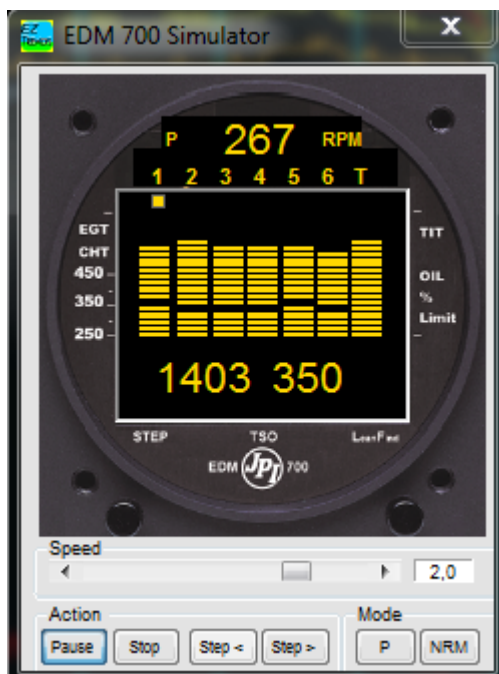 EZ
EDM 700 Simulator
X
P 267 RPM
1 2 3 4 5 6 T
EGT
TIT
CHT
450
OIL
350
%
Limit
250
1403 350
STEP TSO LeanFind
EDM JPI 700
Speed
2,0
Action Mode
Pause Stop Step < Step > P NRM